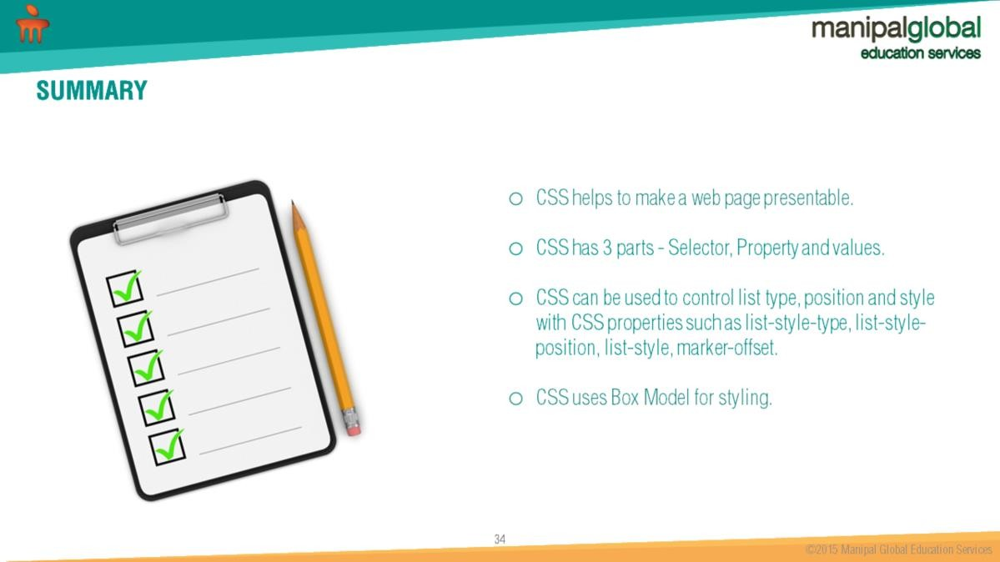 manipalglobal
education services
SUMMARY
CSS helps to make a web page presentable.
CSS has 3 parts - Selector, Property and values.
CSS can be used to control list type, position and style
with CSS properties such as list-style-type, list-style-
position, list-style, marker-offset.
CSS uses Box Model for styling.
34
©2015 Manipal Global Education Services